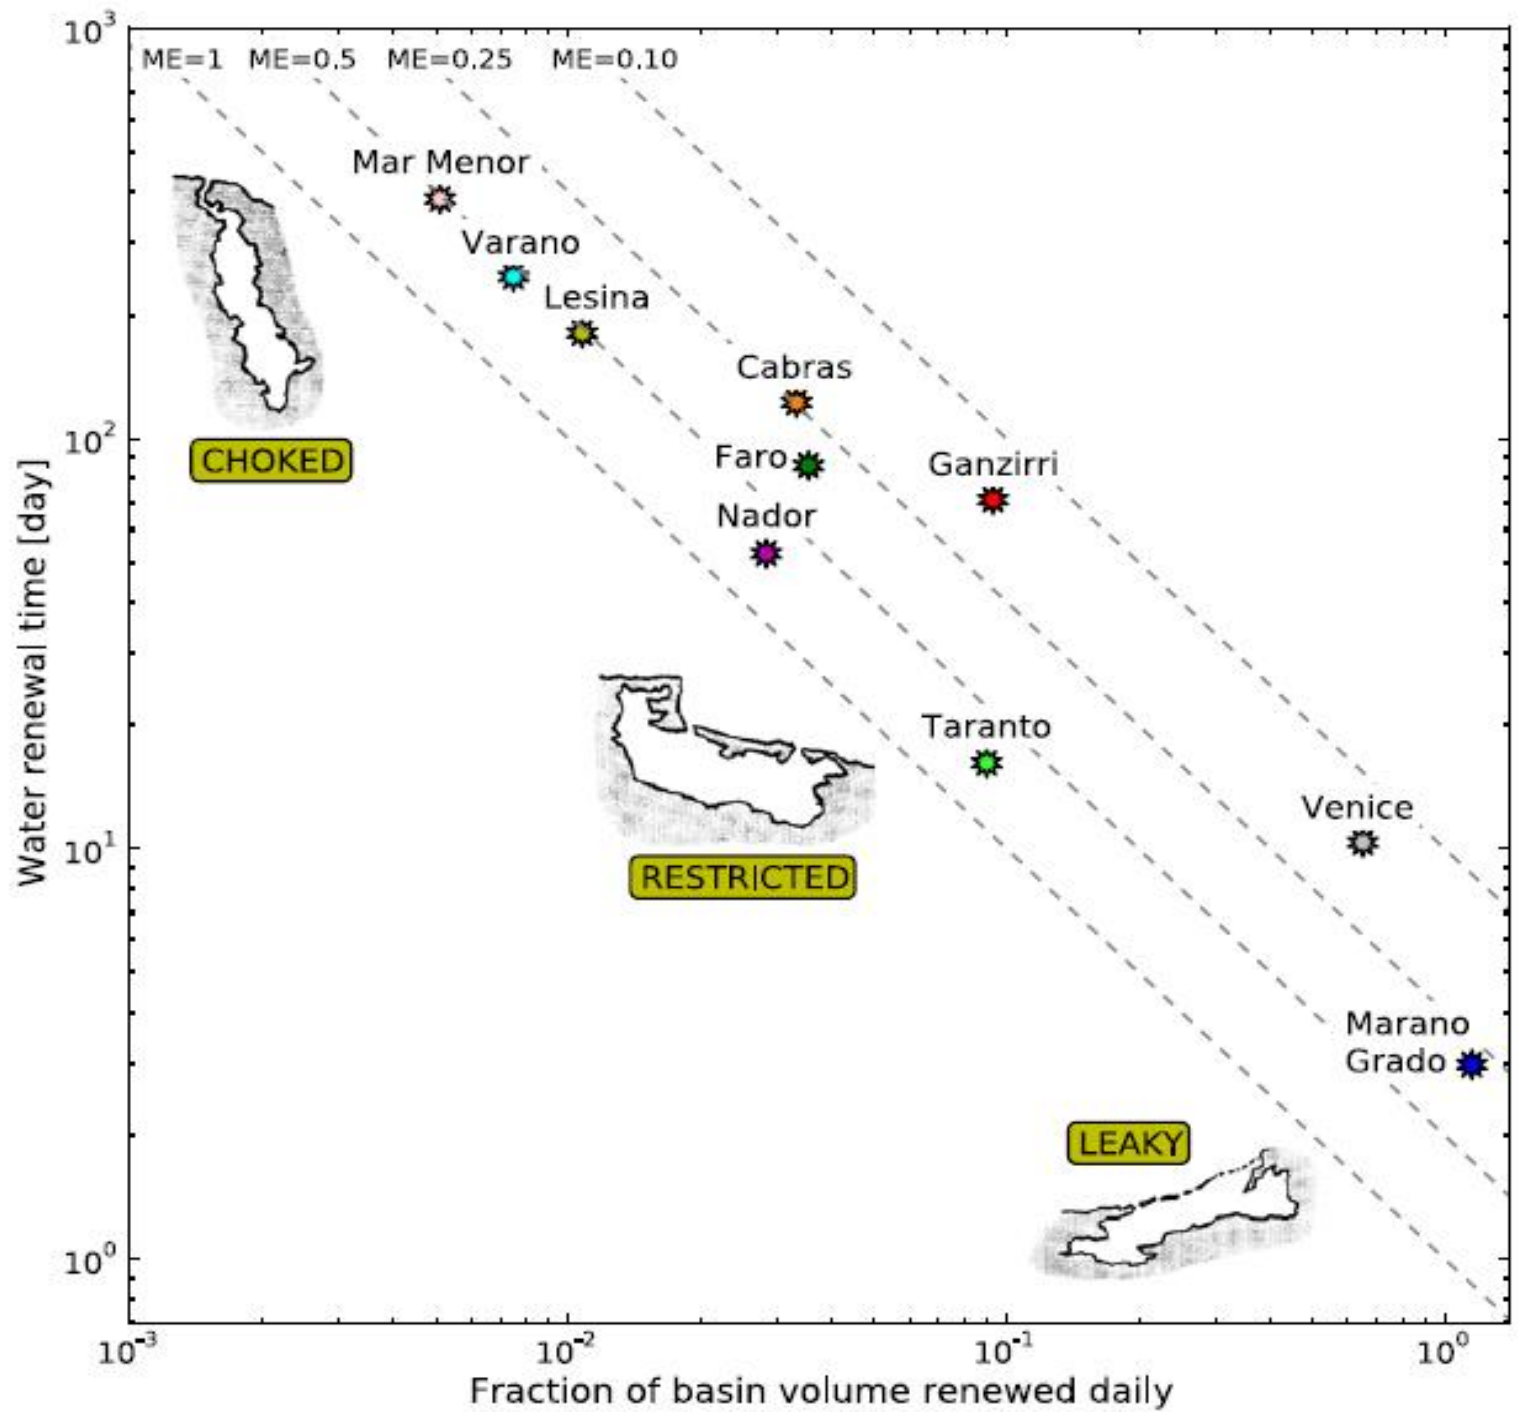 10³
ME=1 ME=0.5 ME=0.25 ME=0.10
Mar Menor
Varano
Lesina
Cabras
CHOKED
10²
Faro
Ganzirri
Nador
Water renewal time [day]
Taranto
Venice
10¹
RESTRICTED
Marano
Grado
LEAKY
10⁰
10⁻³ 10⁻² 10⁻¹ 10⁰
Fraction of basin volume renewed daily